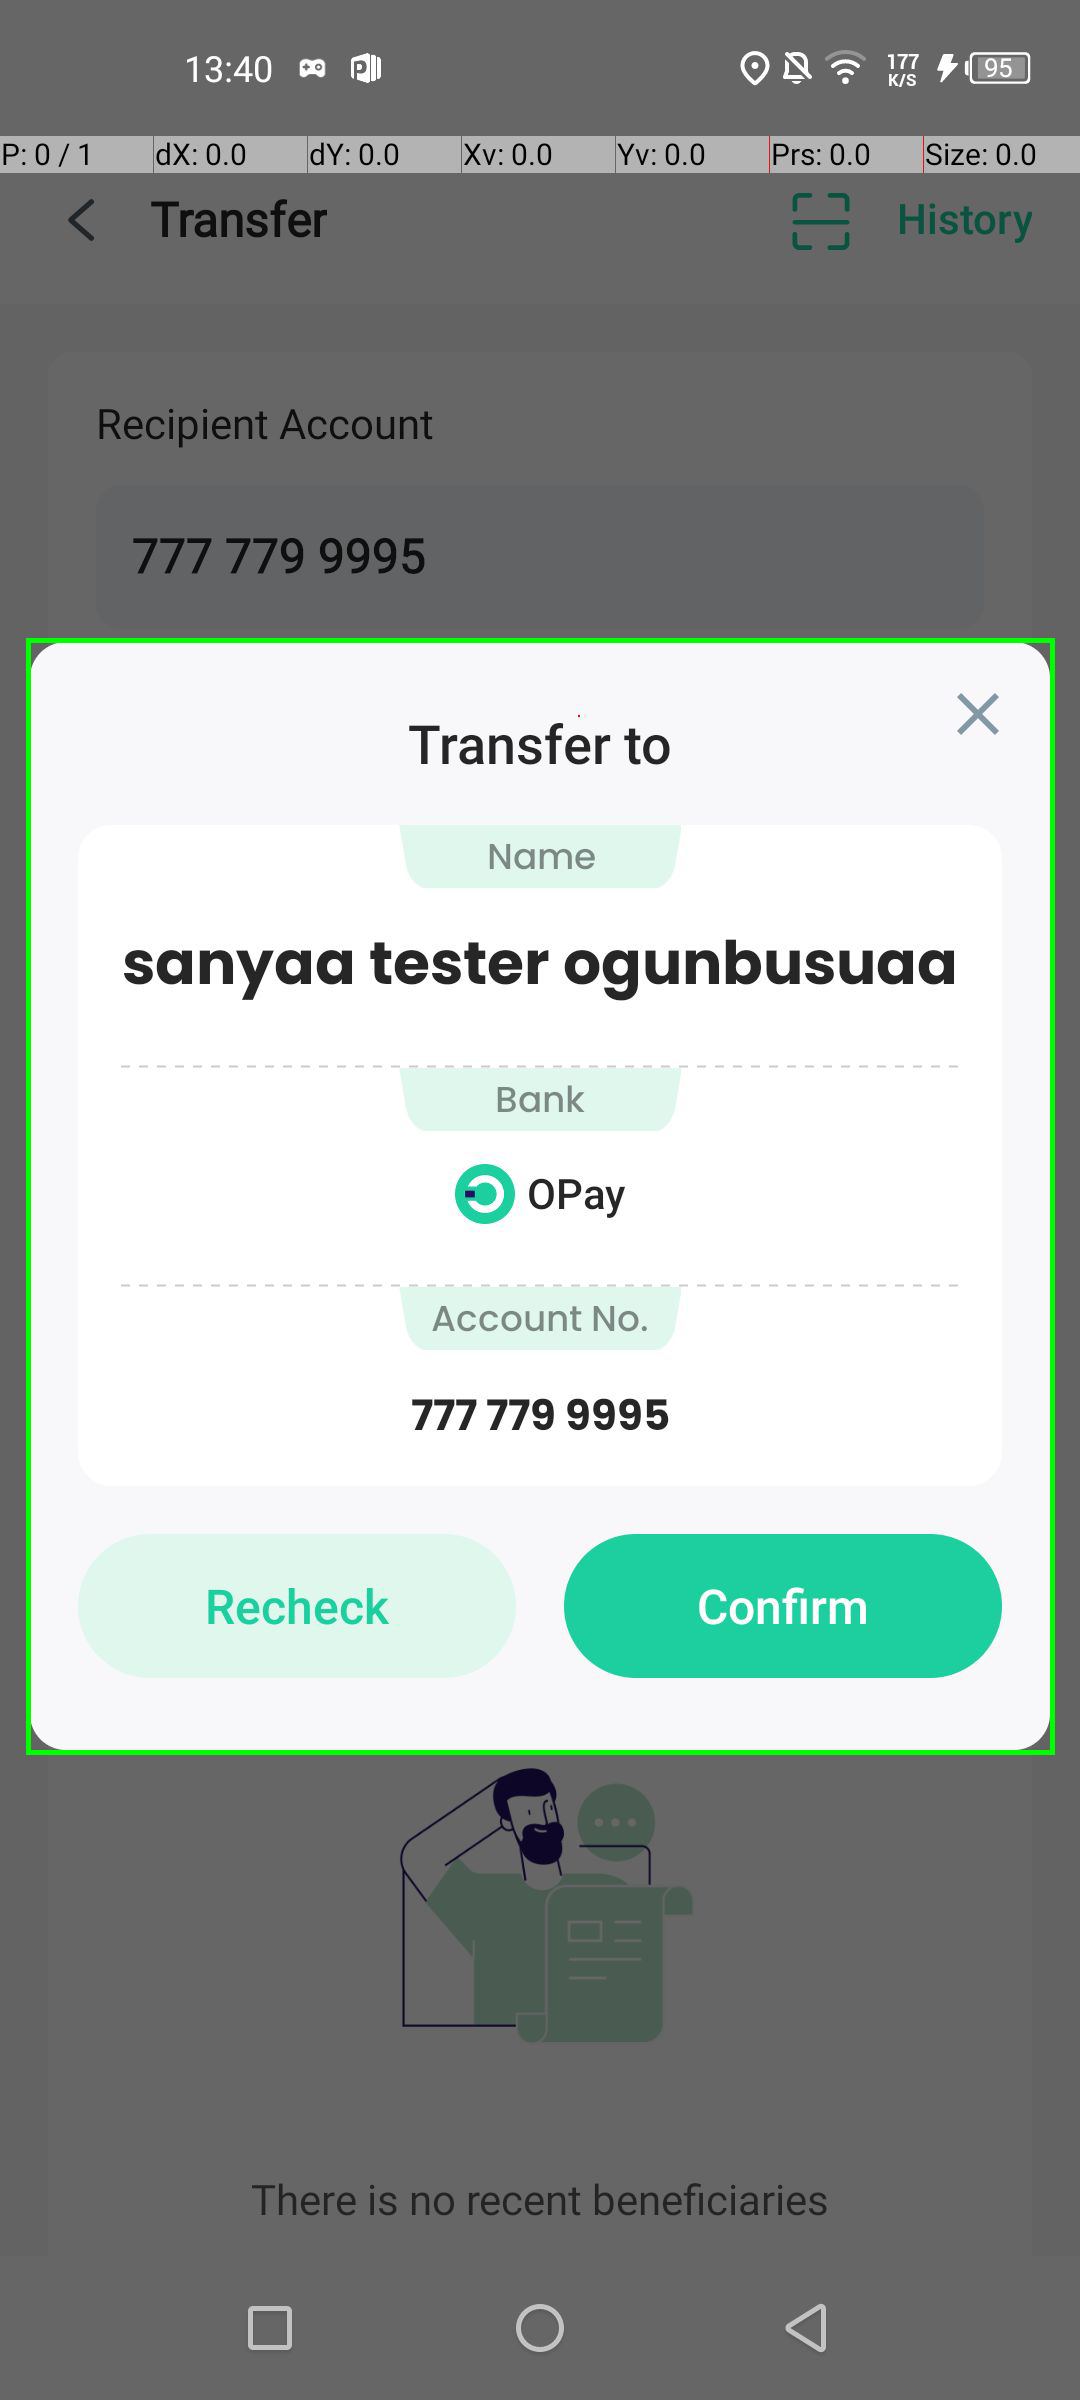 13:40
177
K/S
95
P: 0 / 1
dX: 0.0
dY: 0.0
Xv: 0.0
Yv: 0.0
Prs: 0.0
Size: 0.0
Transfer
History
Recipient Account
777 779 9995
Transfer to
Name
sanyaa tester ogunbusuaa
Bank
OPay
Account No.
777 779 9995
Recheck
Confirm
There is no recent beneficiaries